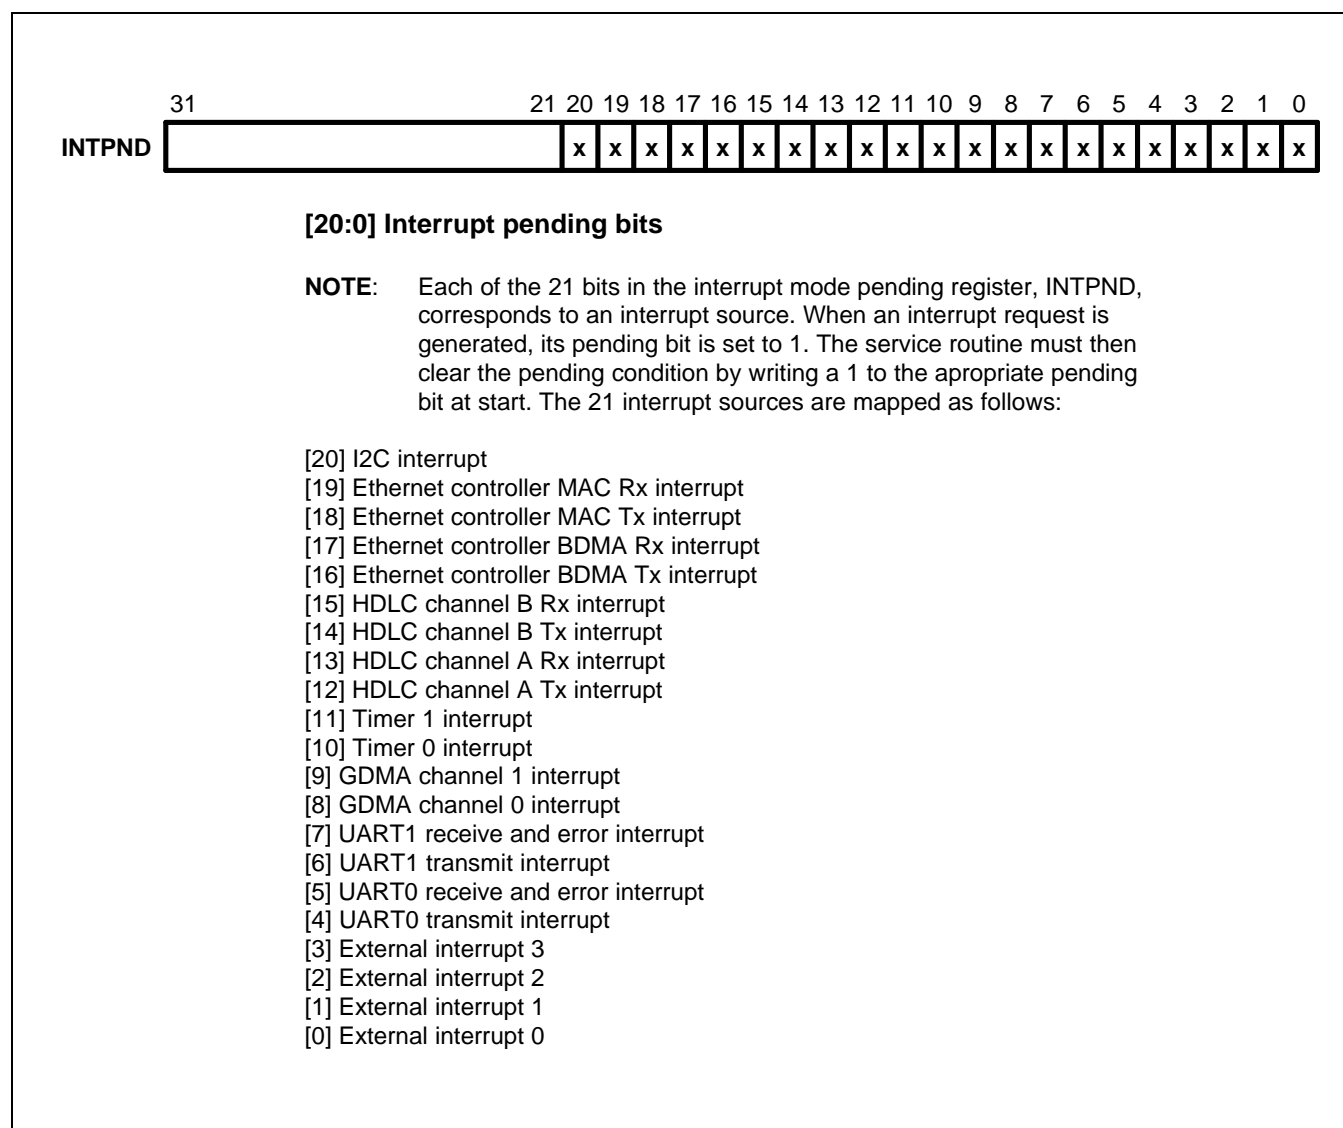 31 21 20 19 18 17 16 15 14 13 12 11 10 9 8 7 6 5 4 3 2 1 0
INTPND x x x x x x x x x x x x x x x x x x x x x
[20:0] Interrupt pending bits
NOTE: Each of the 21 bits in the interrupt mode pending register, INTPND,
corresponds to an interrupt source. When an interrupt request is
generated, its pending bit is set to 1. The service routine must then
clear the pending condition by writing a 1 to the apropriate pending
bit at start. The 21 interrupt sources are mapped as follows:
[20] I2C interrupt
[19] Ethernet controller MAC Rx interrupt
[18] Ethernet controller MAC Tx interrupt
[17] Ethernet controller BDMA Rx interrupt
[16] Ethernet controller BDMA Tx interrupt
[15] HDLC channel B Rx interrupt
[14] HDLC channel B Tx interrupt
[13] HDLC channel A Rx interrupt
[12] HDLC channel A Tx interrupt
[11] Timer 1 interrupt
[10] Timer 0 interrupt
[9] GDMA channel 1 interrupt
[8] GDMA channel 0 interrupt
[7] UART1 receive and error interrupt
[6] UART1 transmit interrupt
[5] UART0 receive and error interrupt
[4] UART0 transmit interrupt
[3] External interrupt 3
[2] External interrupt 2
[1] External interrupt 1
[0] External interrupt 0